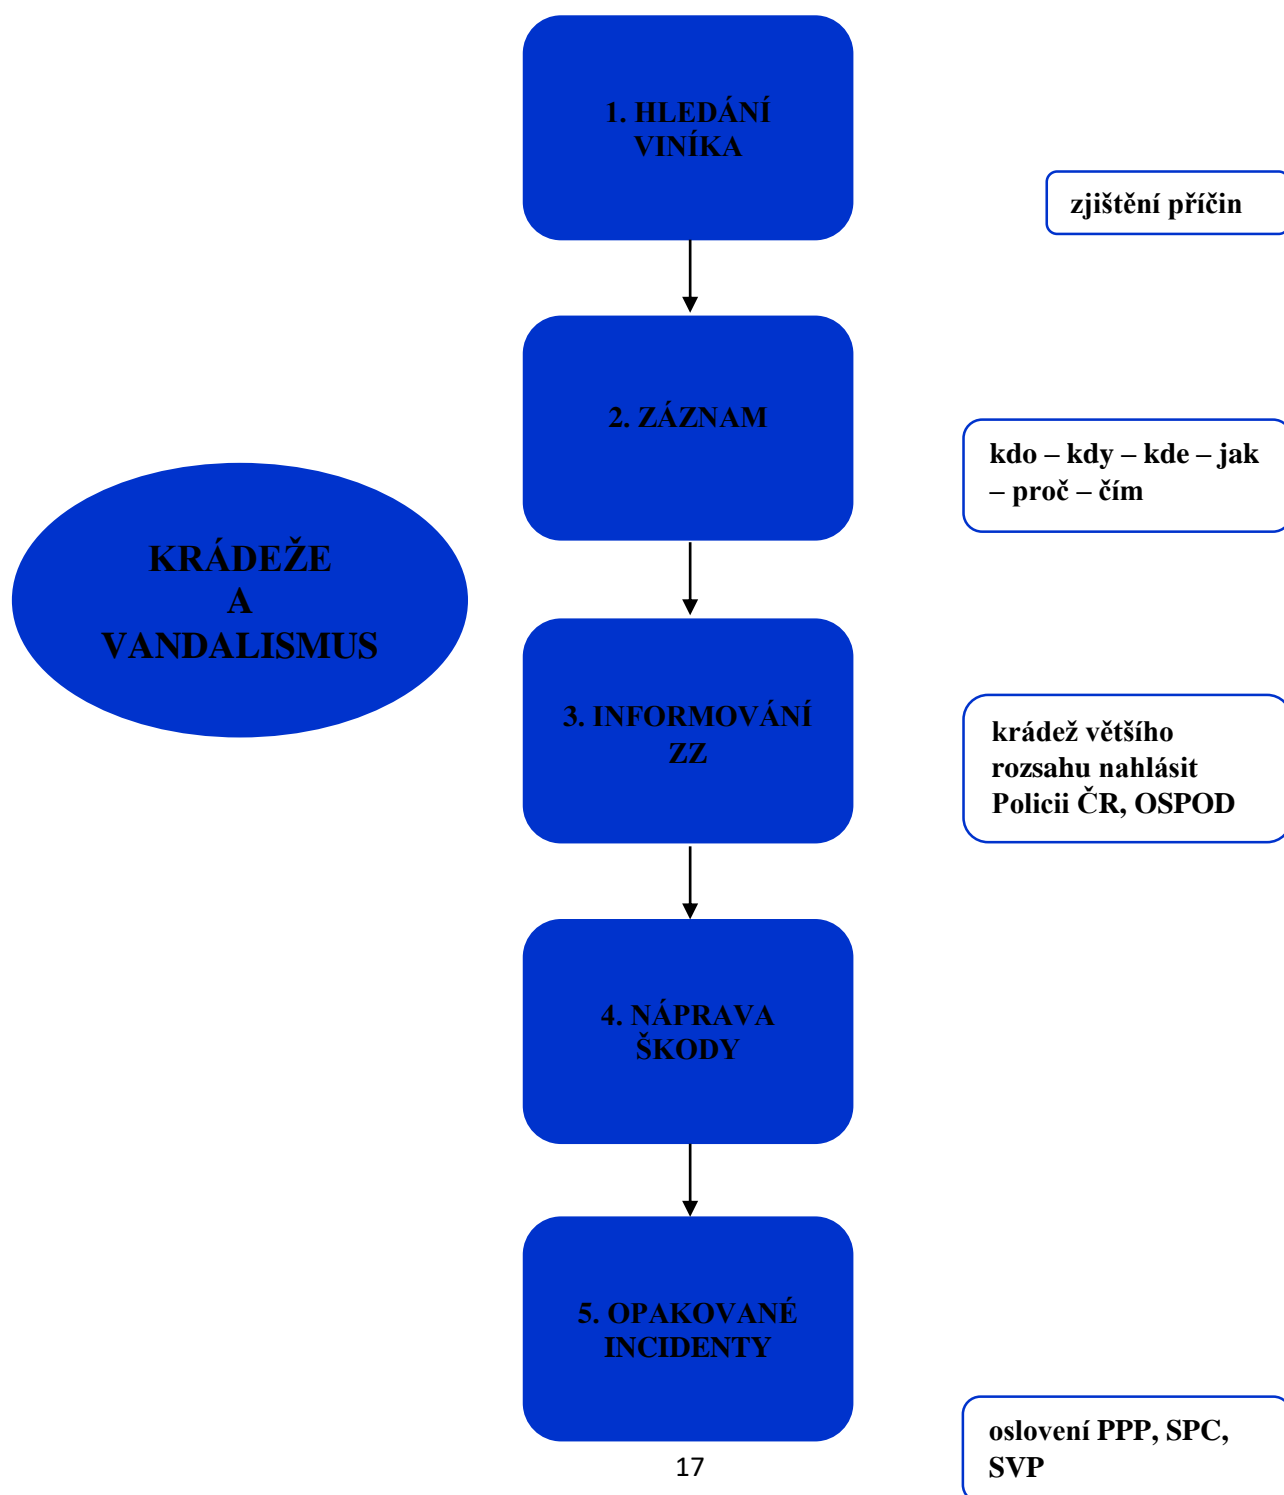 1. HLEDÁNÍ
VINÍKA
zjištění příčin
2. ZÁZNAM
kdo – kdy – kde – jak
– proč – čím
KRÁDEŽE
A
VANDALISMUS
3. INFORMOVÁNÍ
ZZ
krádež většího
rozsahu nahlásit
Policii ČR, OSPOD
4. NÁPRAVA
ŠKODY
5. OPAKOVANÉ
INCIDENTY
oslovení PPP, SPC,
SVP
17